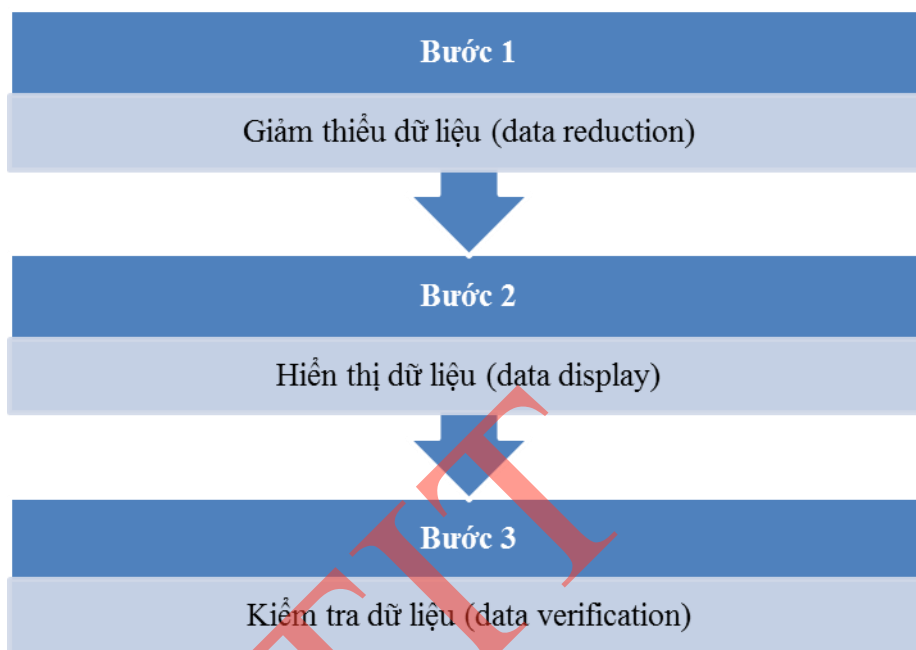 Bước 1
Giảm thiểu dữ liệu (data reduction)
Bước 2
Hiển thị dữ liệu (data display)
Bước 3
Kiểm tra dữ liệu (data verification)